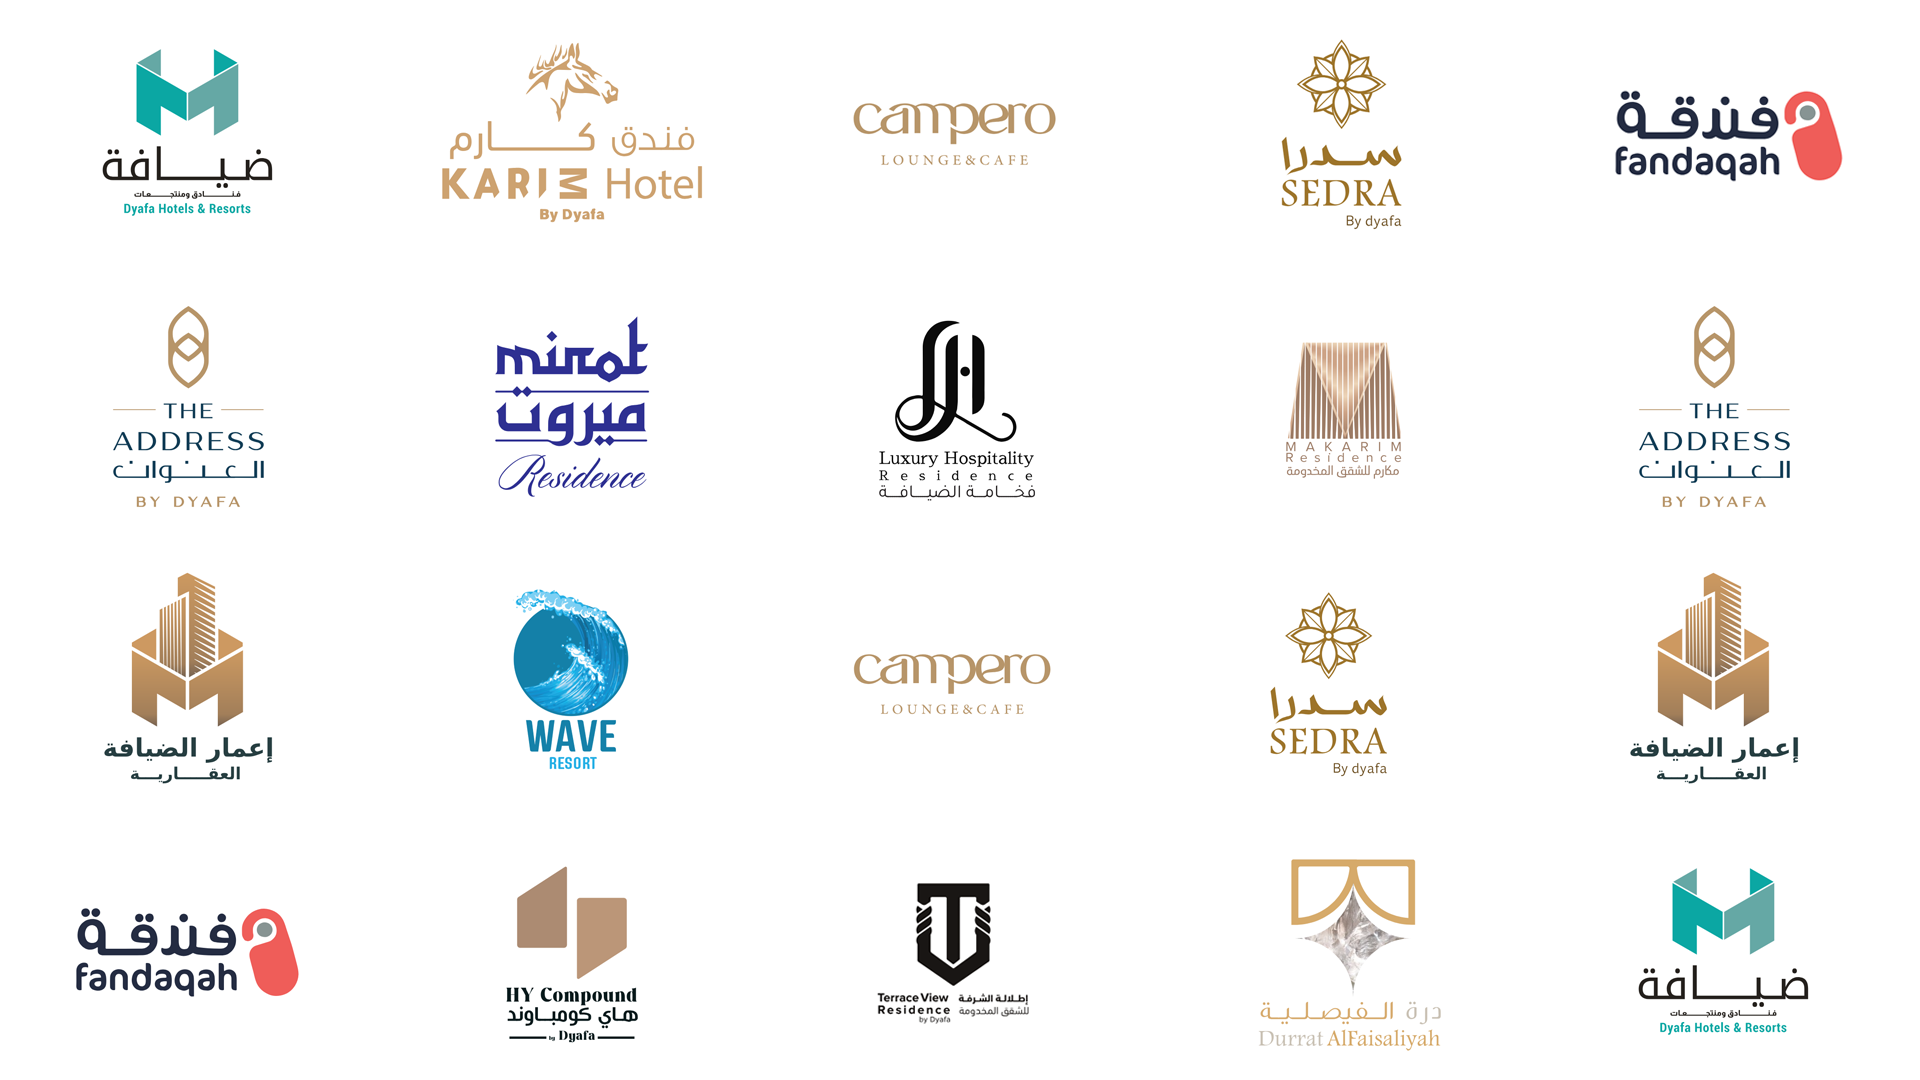 ضيافة
فنادق ومنتجعات
Dyafa Hotels & Resorts
فندق كارم
KARIM Hotel
By Dyafa
campero
LOUNGE&CAFE
سدرا
SEDRA
By dyafa
فندقة
fandaqah
THE
ADDRESS
العنوان
BY DYAFA
mirot
ميروت
Residence
Luxury Hospitality
Residence
فخامة الضيافة
MAKARIM
Residence
مكارم للشقق المخدومة
THE
ADDRESS
العنوان
BY DYAFA
إعمار الضيافة
العقارية
WAVE
RESORT
campero
LOUNGE&CAFE
سدرا
SEDRA
By dyafa
إعمار الضيافة
العقارية
فندقة
fandaqah
HY Compound
هاي كومباوند
by Dyafa
Terrace View
Residence
by Dyafa
إطلالة الشرفة
للشقق المخدومة
درة الفيصلية
Durrat AlFaisaliyah
ضيافة
فنادق ومنتجعات
Dyafa Hotels & Resorts